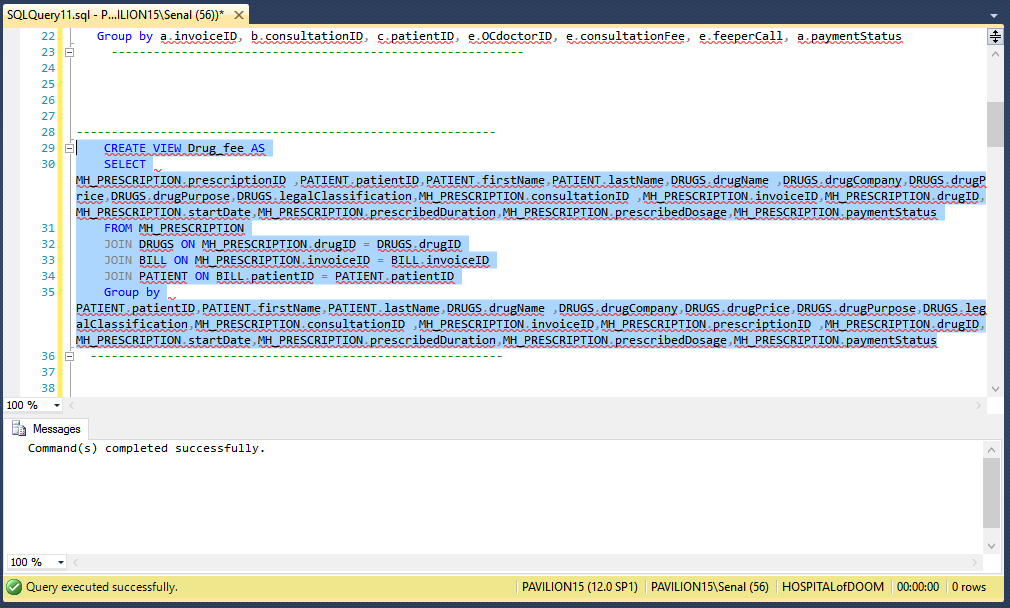 SQLQuery11.sql - P...ILION15\Senal (56))* ✕
22 Group by a.invoiceID, b.consultationID, c.patientID, e.OCdoctorID, e.consultationFee, e.feeperCall, a.paymentStatus
23 -----------------------------------------------------------
24
25
26
27
28 ------------------------------------------------------------
29 CREATE VIEW Drug_fee AS
30 SELECT
MH_PRESCRIPTION.prescriptionID ,PATIENT.patientID,PATIENT.firstName,PATIENT.lastName,DRUGS.drugName ,DRUGS.drugCompany,DRUGS.drugP
rice,DRUGS.drugPurpose,DRUGS.legalClassification,MH_PRESCRIPTION.consultationID ,MH_PRESCRIPTION.invoiceID,MH_PRESCRIPTION.drugID,
MH_PRESCRIPTION.startDate,MH_PRESCRIPTION.prescribedDuration,MH_PRESCRIPTION.prescribedDosage,MH_PRESCRIPTION.paymentStatus
31 FROM MH_PRESCRIPTION
32 JOIN DRUGS ON MH_PRESCRIPTION.drugID = DRUGS.drugID
33 JOIN BILL ON MH_PRESCRIPTION.invoiceID = BILL.invoiceID
34 JOIN PATIENT ON BILL.patientID = PATIENT.patientID
35 Group by
PATIENT.patientID,PATIENT.firstName,PATIENT.lastName,DRUGS.drugName ,DRUGS.drugCompany,DRUGS.drugPrice,DRUGS.drugPurpose,DRUGS.leg
alClassification,MH_PRESCRIPTION.consultationID ,MH_PRESCRIPTION.invoiceID,MH_PRESCRIPTION.prescriptionID ,MH_PRESCRIPTION.drugID,
MH_PRESCRIPTION.startDate,MH_PRESCRIPTION.prescribedDuration,MH_PRESCRIPTION.prescribedDosage,MH_PRESCRIPTION.paymentStatus
36 -----------------------------------------------------------
37
38
100 %
Messages
Command(s) completed successfully.
100 %
Query executed successfully. PAVILION15 (12.0 SP1) PAVILION15\Senal (56) HOSPITALofDOOM 00:00:00 0 rows